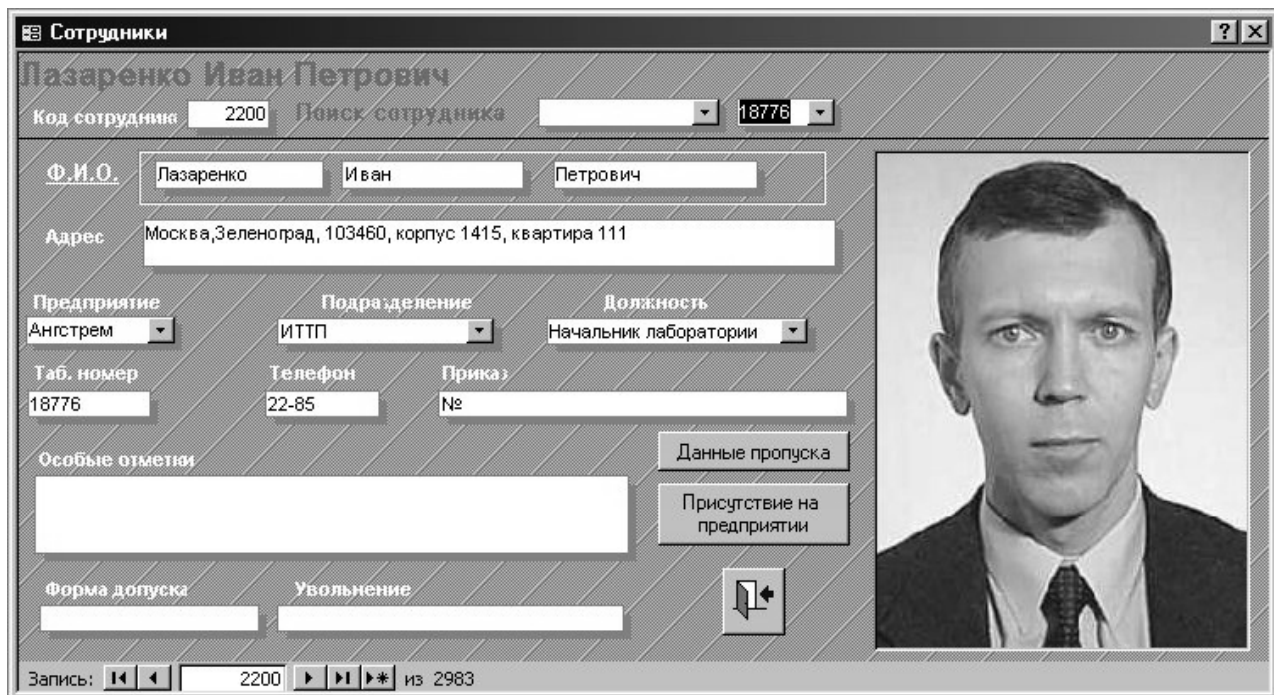 Сотрудники
Лазаренко Иван Петрович
Код сотрудника 2200 Поиск сотрудника 18776
Ф.И.О. Лазаренко Иван Петрович
Адрес Москва,Зеленоград, 103460, корпус 1415, квартира 111
Предприятие Подразделение Должность
Ангстрем ИТТП Начальник лаборатории
Таб. номер Телефон Приказ
18776 22-85 №
Данные пропуска
Особые отметки
Присутствие на
предприятии
Форма допуска Увольнение
Запись: 2200 из 2983